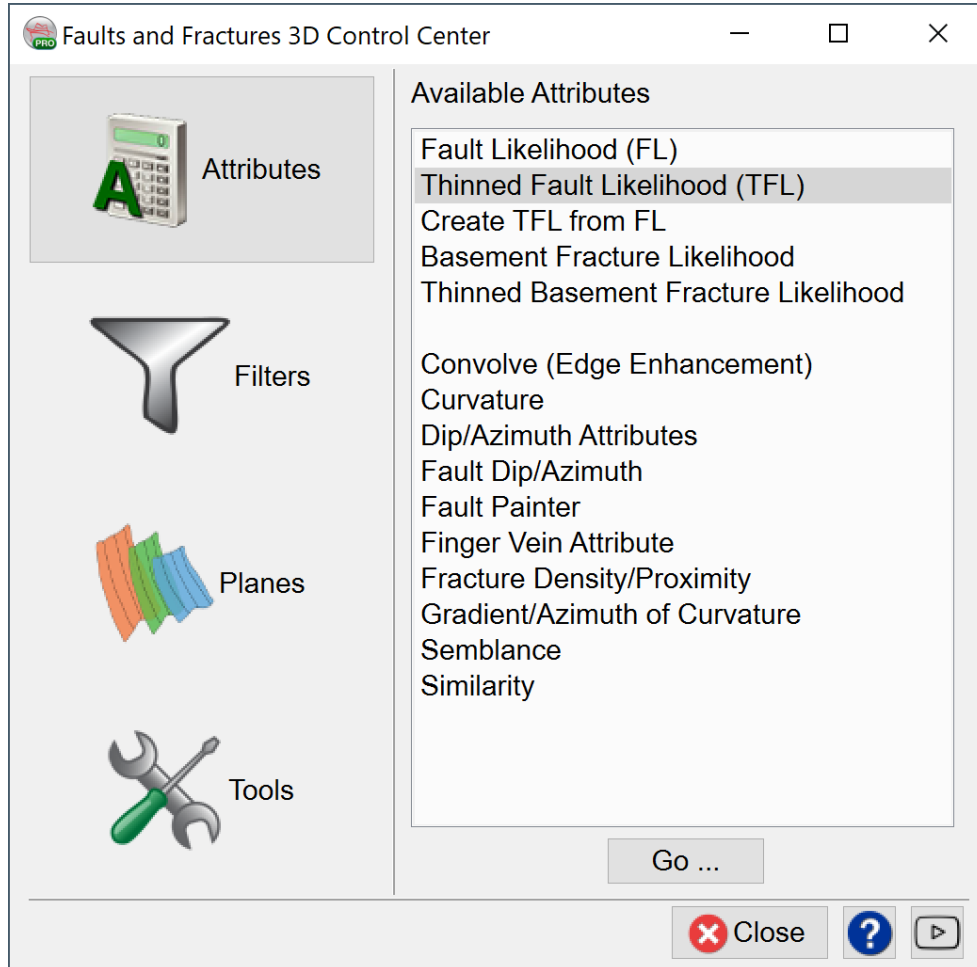 Faults and Fractures 3D Control Center
PRO
Attributes
A
0
Filters
Planes
Tools
Available Attributes
Fault Likelihood (FL)
Thinned Fault Likelihood (TFL)
Create TFL from FL
Basement Fracture Likelihood
Thinned Basement Fracture Likelihood
Convolve (Edge Enhancement)
Curvature
Dip/Azimuth Attributes
Fault Dip/Azimuth
Fault Painter
Finger Vein Attribute
Fracture Density/Proximity
Gradient/Azimuth of Curvature
Semblance
Similarity
Go ...
Close
?